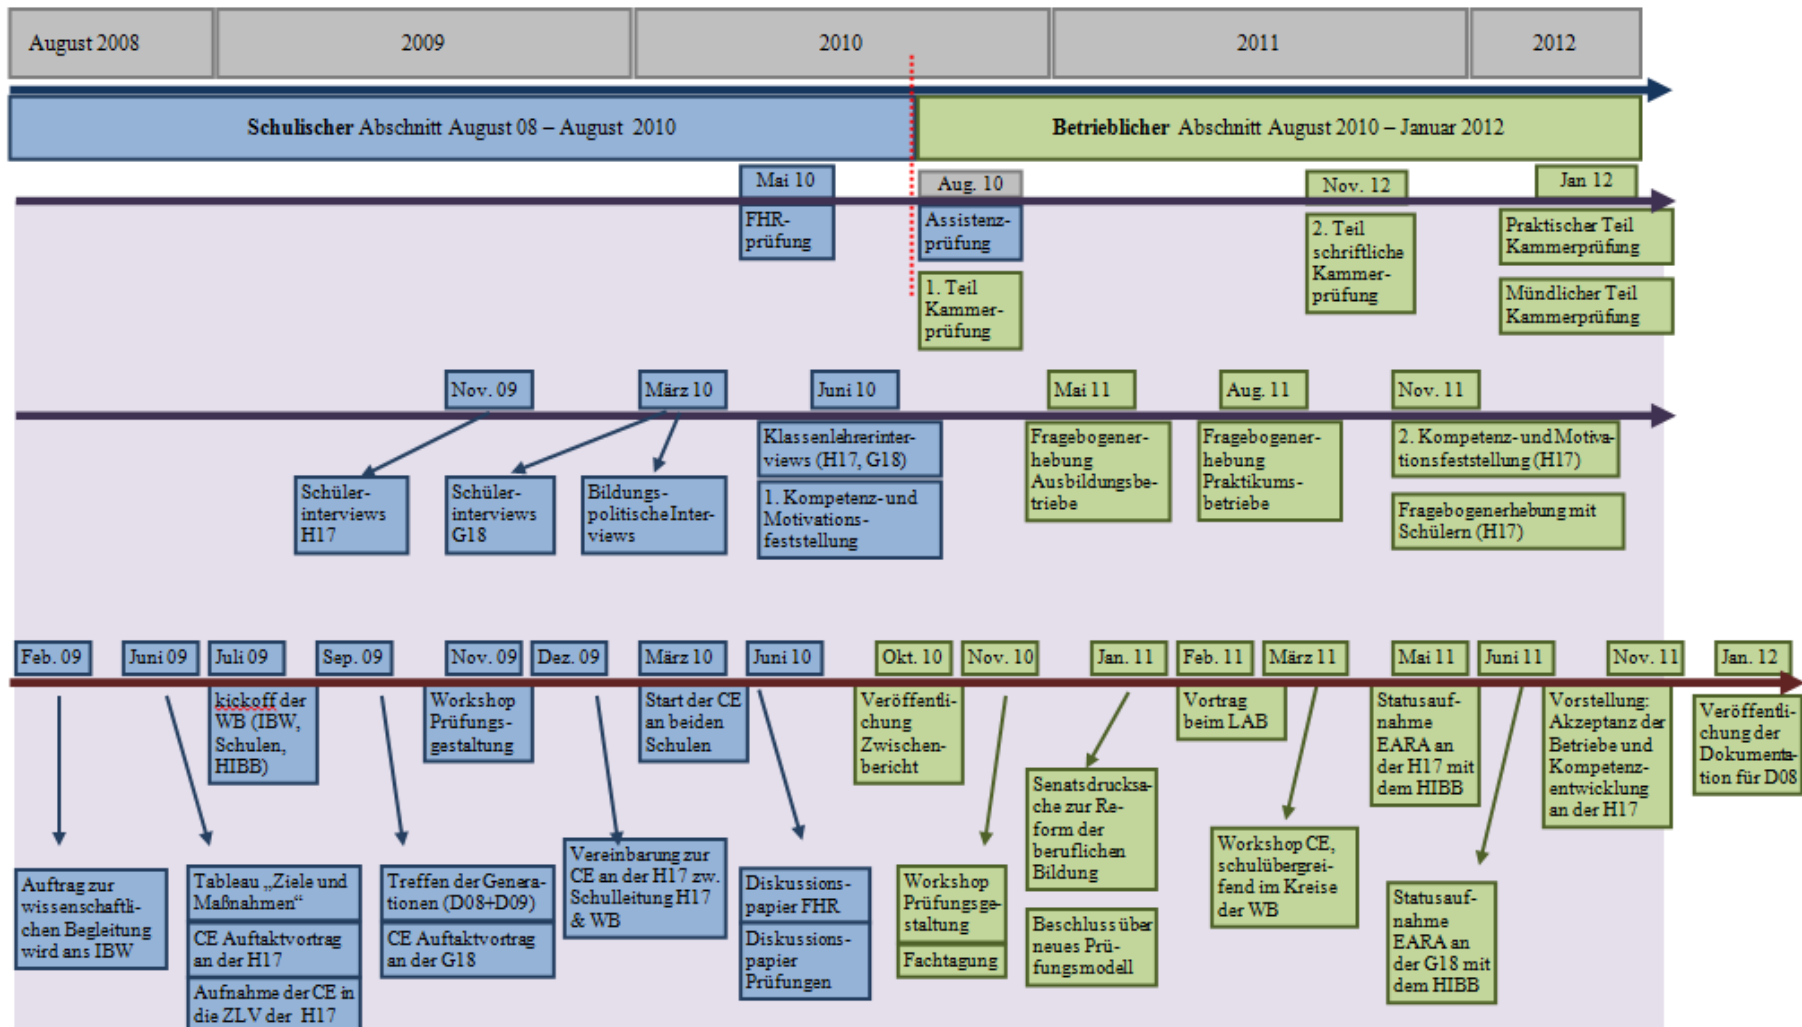 August 2008
2009
2010
2011
2012
Schulischer Abschnitt August 08 – August 2010
Betrieblicher Abschnitt August 2010 – Januar 2012
Mai 10
Aug. 10
Nov. 12
Jan 12
FHR-
prüfung
Assistenz-
prüfung
1. Teil
Kammer-
prüfung
2. Teil
schriftliche
Kammer-
prüfung
Praktischer Teil
Kammerprüfung
Mündlicher Teil
Kammerprüfung
Nov. 09
März 10
Juni 10
Mai 11
Aug. 11
Nov. 11
Schüler-
interviews
H17
Schüler-
interviews
G18
Bildungs-
politische Inter-
views
Klassenlehrerinter-
views (H17, G18)
1. Kompetenz- und
Motivations-
feststellung
Fragebogener-
hebung
Ausbildungsbe-
triebe
Fragebogener-
hebung
Praktikums-
betriebe
2. Kompetenz- und Motiva-
tionsfeststellung (H17)
Fragebogenerhebung mit
Schülern (H17)
Feb. 09
Juni 09
Juli 09
Sep. 09
Nov. 09
Dez. 09
März 10
Juni 10
Okt. 10
Nov. 10
Jan. 11
Feb. 11
März 11
Mai 11
Juni 11
Nov. 11
Jan. 12
kickoff der
WB (IBW,
Schulen,
HIBB)
Workshop
Prüfungs-
gestaltung
Start der CE
an beiden
Schulen
Veröffentli-
chung
Zwischen-
bericht
Vortrag
beim LAB
Statusauf-
nahme
EARA an
der H17 mit
dem HIBB
Vorstellung:
Akzeptanz der
Betriebe und
Kompetenz-
entwicklung
an der H17
Veröffentli-
chung der
Dokumenta-
tion für D08
Auftrag zur
wissenschaftli-
chen Begleitung
wird ans IBW
Tableau „Ziele und
Maßnahmen“
CE Auftaktvortrag
an der H17
Aufnahme der CE in
die ZLV der H17
Treffen der Genera-
tionen (D08+D09)
CE Auftaktvortrag
an der G18
Vereinbarung zur
CE an der H17 zw.
Schulleitung H17
& WB
Diskussions-
papier FHR
Diskussions-
papier
Prüfungen
Workshop
Prüfungsge-
staltung
Fachtagung
Senatsdrucksa-
che zur Re-
form der
beruflichen
Bildung
Beschluss über
neues Prü-
fungsmodell
Workshop CE,
schulübergrei-
fend im Kreise
der WB
Statusauf-
nahme
EARA an
der G18 mit
dem HIBB